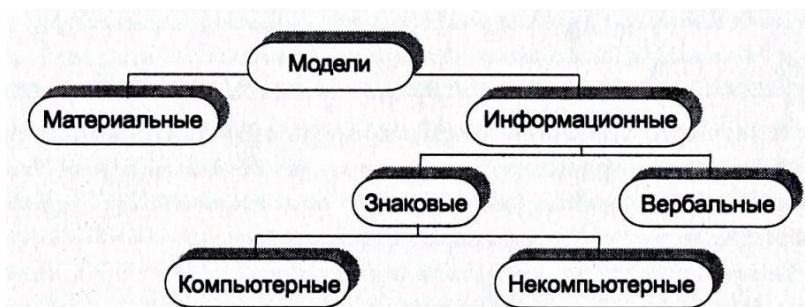 Модели
Материальные Информационные
Знаковые Вербальные
Компьютерные Некомпьютерные